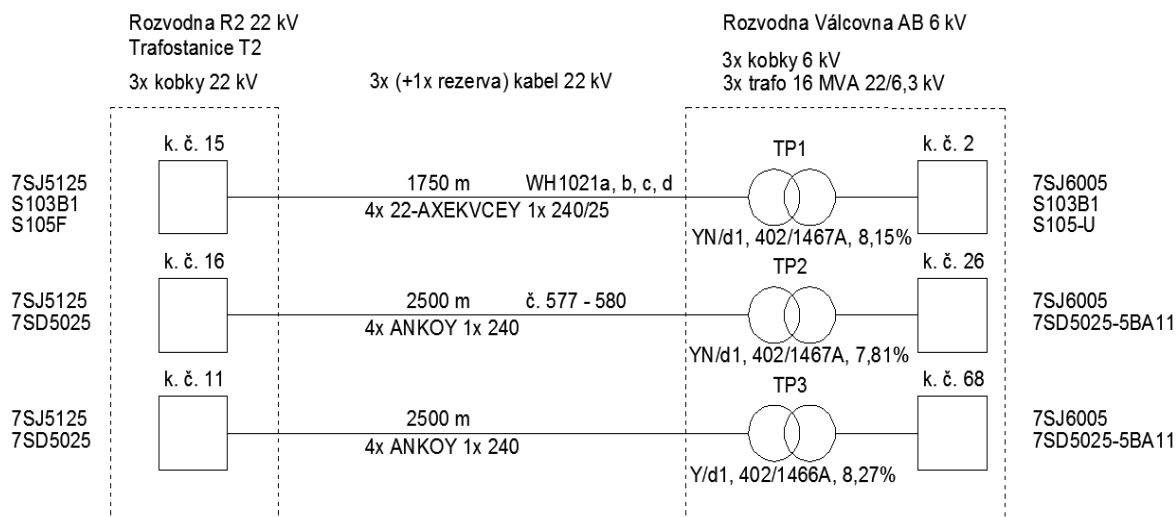 Rozvodna R2 22 kV
Trafostanice T2
3x kobky 22 kV
3x (+1x rezerva) kabel 22 kV
Rozvodna Válcovna AB 6 kV
3x kobky 6 kV
3x trafo 16 MVA 22/6,3 kV
k. č. 15
TP1
k. č. 2
7SJ5125
S103B1
S105F
1750 m
WH1021a, b, c, d
4x 22-AXEKVCEY 1x 240/25
YN/d1, 402/1467A, 8,15%
7SJ6005
S103B1
S105-U
k. č. 16
TP2
k. č. 26
7SJ5125
7SD5025
2500 m
č. 577 - 580
4x ANKOY 1x 240
YN/d1, 402/1467A, 7,81%
7SJ6005
7SD5025-5BA11
k. č. 11
TP3
k. č. 68
7SJ5125
7SD5025
2500 m
4x ANKOY 1x 240
Y/d1, 402/1466A, 8,27%
7SJ6005
7SD5025-5BA11